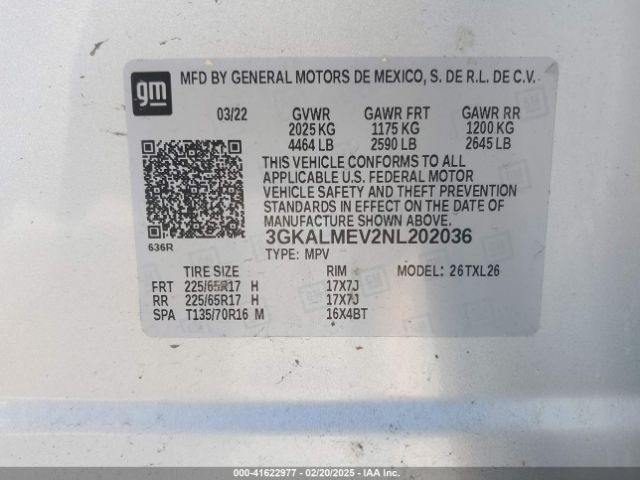 gm
MFD BY GENERAL MOTORS DE MEXICO, S. DE R.L. DE C.V.
03/22 GVWR GAWR FRT GAWR RR
2025 KG 1175 KG 1200 KG
4464 LB 2590 LB 2645 LB
THIS VEHICLE CONFORMS TO ALL
APPLICABLE U.S. FEDERAL MOTOR
VEHICLE SAFETY AND THEFT PREVENTION
STANDARDS IN EFFECT ON THE DATE OF
MANUFACTURE SHOWN ABOVE.
636R
3GKALMEV2NL202036
TYPE: MPV MODEL: 26TXL26
TIRE SIZE RIM
FRT 225/65R17 H 17X7J
RR 225/65R17 H 17X7J
SPA T135/70R16 M 16X4BT
000-41622977 - 02/20/2025 - IAA Inc.